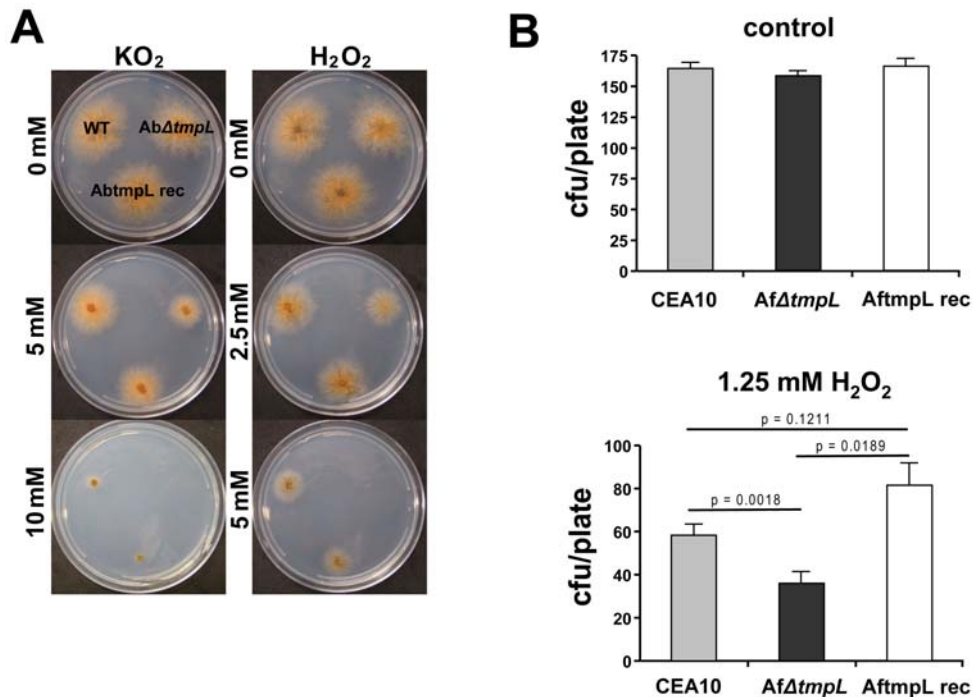 A
KO₂
H₂O₂
0 mM
WT
AbΔtmpL
AbtmpL rec
0 mM
5 mM
2.5 mM
10 mM
5 mM
B
control
cfu/plate
175
150
125
100
75
50
25
0
CEA10
AfΔtmpL
AftmpL rec
1.25 mM H₂O₂
p = 0.1211
p = 0.0189
p = 0.0018
cfu/plate
100
80
60
40
20
0
CEA10
AfΔtmpL
AftmpL rec